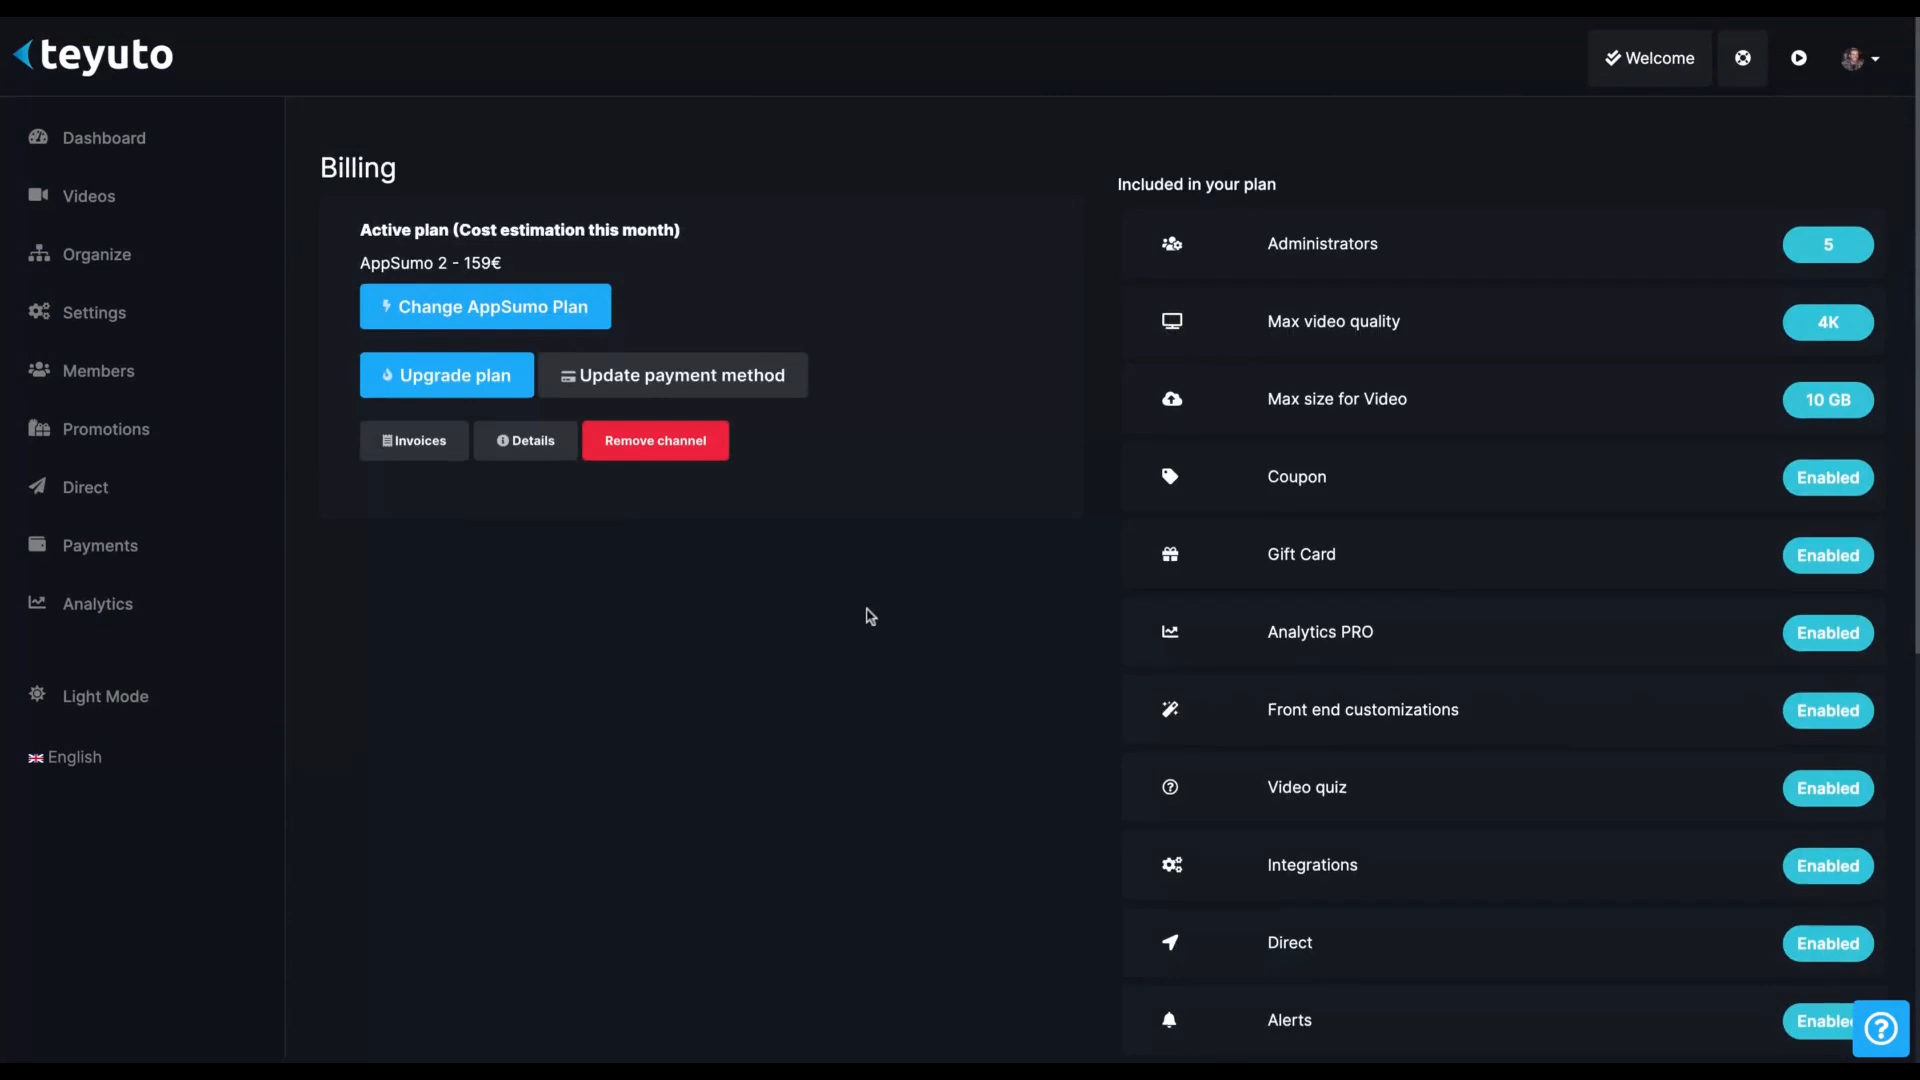 teyuto
Welcome
Dashboard
Videos
Organize
Settings
Members
Promotions
Direct
Payments
Analytics
Light Mode
English
Billing
Active plan (Cost estimation this month)
AppSumo 2 - 159€
Change AppSumo Plan
Upgrade plan
Update payment method
Invoices
Details
Remove channel
Included in your plan
Administrators 5
Max video quality 4K
Max size for Video 10 GB
Coupon Enabled
Gift Card Enabled
Analytics PRO Enabled
Front end customizations Enabled
Video quiz Enabled
Integrations Enabled
Direct Enabled
Alerts Enabled